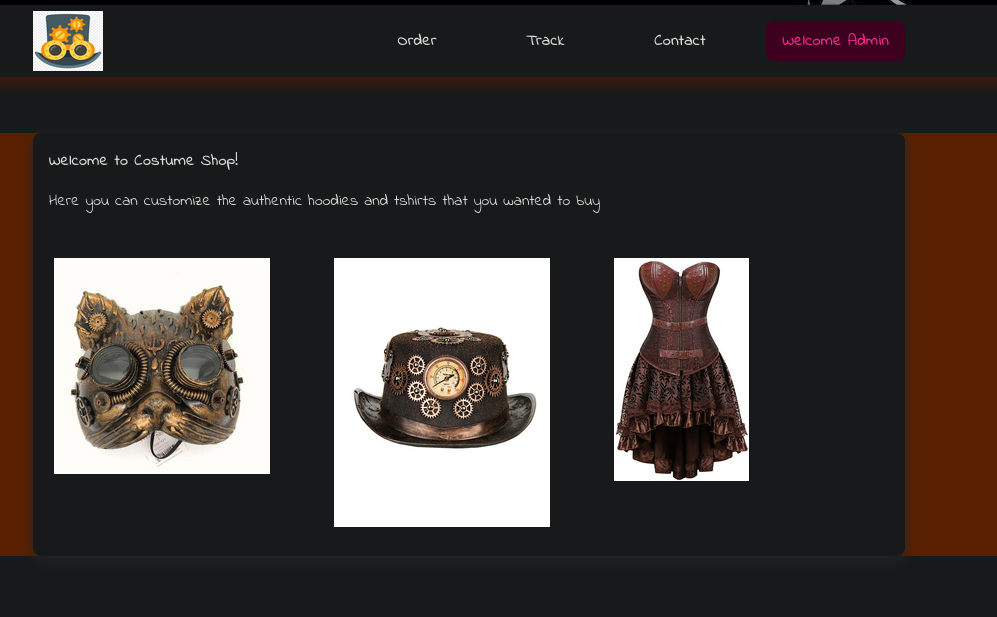 Order
Track
Contact
Welcome Admin
Welcome to Costume Shop!
Here you can customize the authentic hoodies and tshirts that you wanted to buy